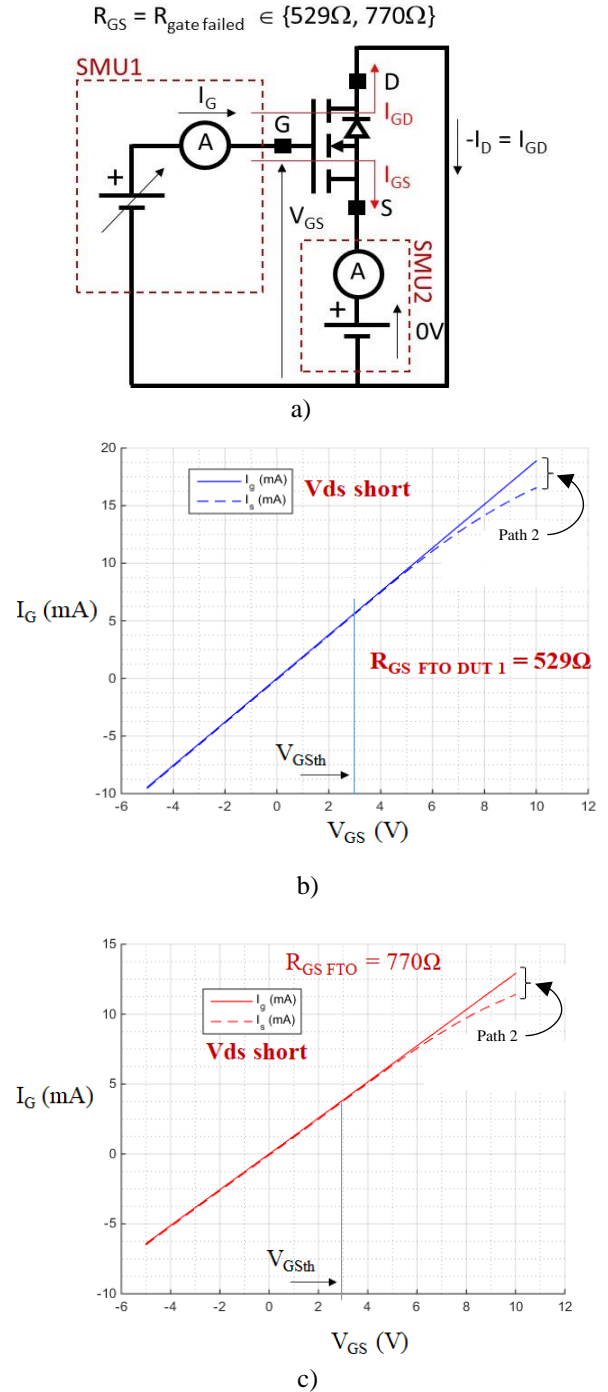 R_GS = R_gate failed ∈ {529Ω, 770Ω}
SMU1
I_G
A
G
D
I_GD
-I_D = I_GD
I_GS
+
V_GS
S
A
SMU2
+
0V
a)
20
15
10
5
0
-5
-10
I_g (mA)
I_s (mA)
Vds short
Path 2
I_G (mA)
R_GS FTO DUT 1 = 529Ω
V_GSth
-6 -4 -2 0 2 4 6 8 10 12
V_GS (V)
b)
15
10
5
0
-5
-10
R_GS FTO = 770Ω
I_g (mA)
I_s (mA)
Vds short
Path 2
I_G (mA)
V_GSth
-6 -4 -2 0 2 4 6 8 10 12
V_GS (V)
c)